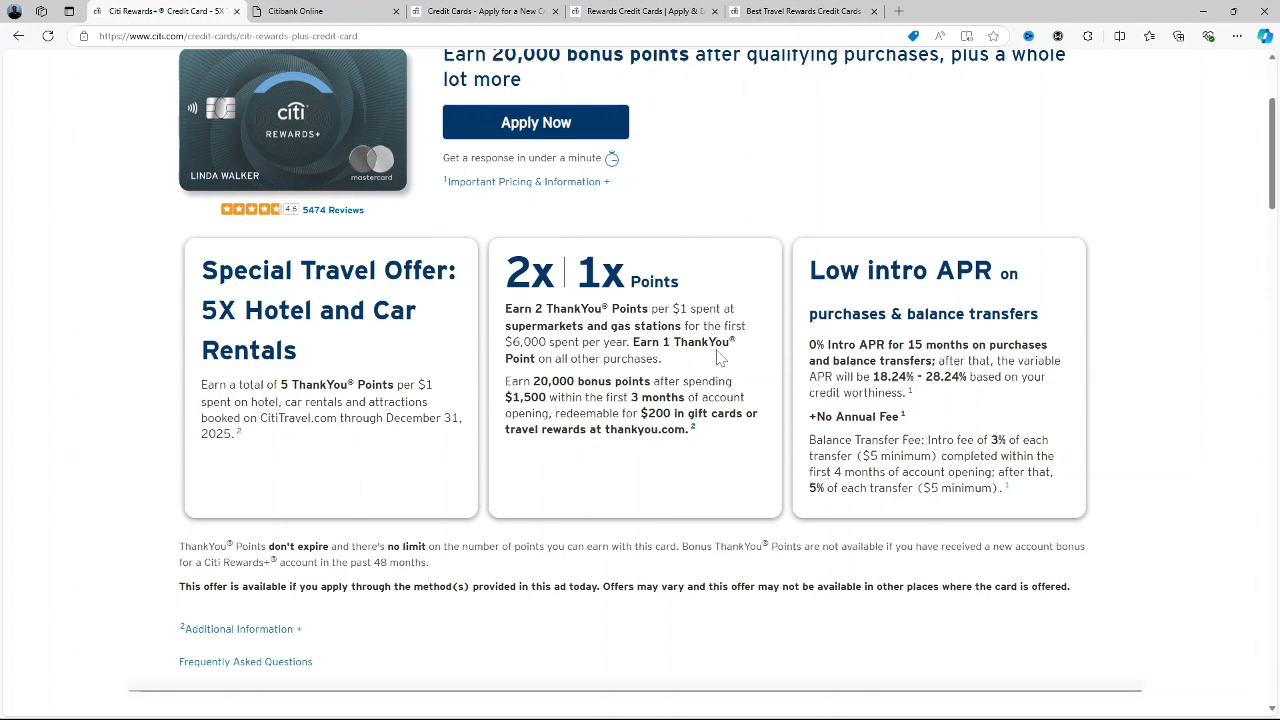 Citi Rewards+® Credit Card - 5X T
Citibank Online
Credit Cards - Apply for a New C
Rewards Credit Cards | Apply & E
Best Travel Rewards Credit Cards
https://www.citi.com/credit-cards/citi-rewards-plus-credit-card
Earn 20,000 bonus points after qualifying purchases, plus a whole
lot more
citi
REWARDS+
LINDA WALKER
mastercard
Apply Now
Get a response in under a minute
1Important Pricing & Information +
4.6 5474 Reviews
Special Travel Offer:
5X Hotel and Car
Rentals
Earn a total of 5 ThankYou® Points per $1
spent on hotel, car rentals and attractions
booked on CitiTravel.com through December 31,
2025. 2
2x | 1x Points
Earn 2 ThankYou® Points per $1 spent at
supermarkets and gas stations for the first
$6,000 spent per year. Earn 1 ThankYou®
Point on all other purchases.
Earn 20,000 bonus points after spending
$1,500 within the first 3 months of account
opening, redeemable for $200 in gift cards or
travel rewards at thankyou.com. 2
Low intro APR on
purchases & balance transfers
0% Intro APR for 15 months on purchases
and balance transfers; after that, the variable
APR will be 18.24% - 28.24% based on your
credit worthiness. 1
+No Annual Fee 1
Balance Transfer Fee: Intro fee of 3% of each
transfer ($5 minimum) completed within the
first 4 months of account opening; after that,
5% of each transfer ($5 minimum). 1
ThankYou® Points don't expire and there's no limit on the number of points you can earn with this card. Bonus ThankYou® Points are not available if you have received a new account bonus
for a Citi Rewards+® account in the past 48 months.
This offer is available if you apply through the method(s) provided in this ad today. Offers may vary and this offer may not be available in other places where the card is offered.
2Additional Information +
Frequently Asked Questions